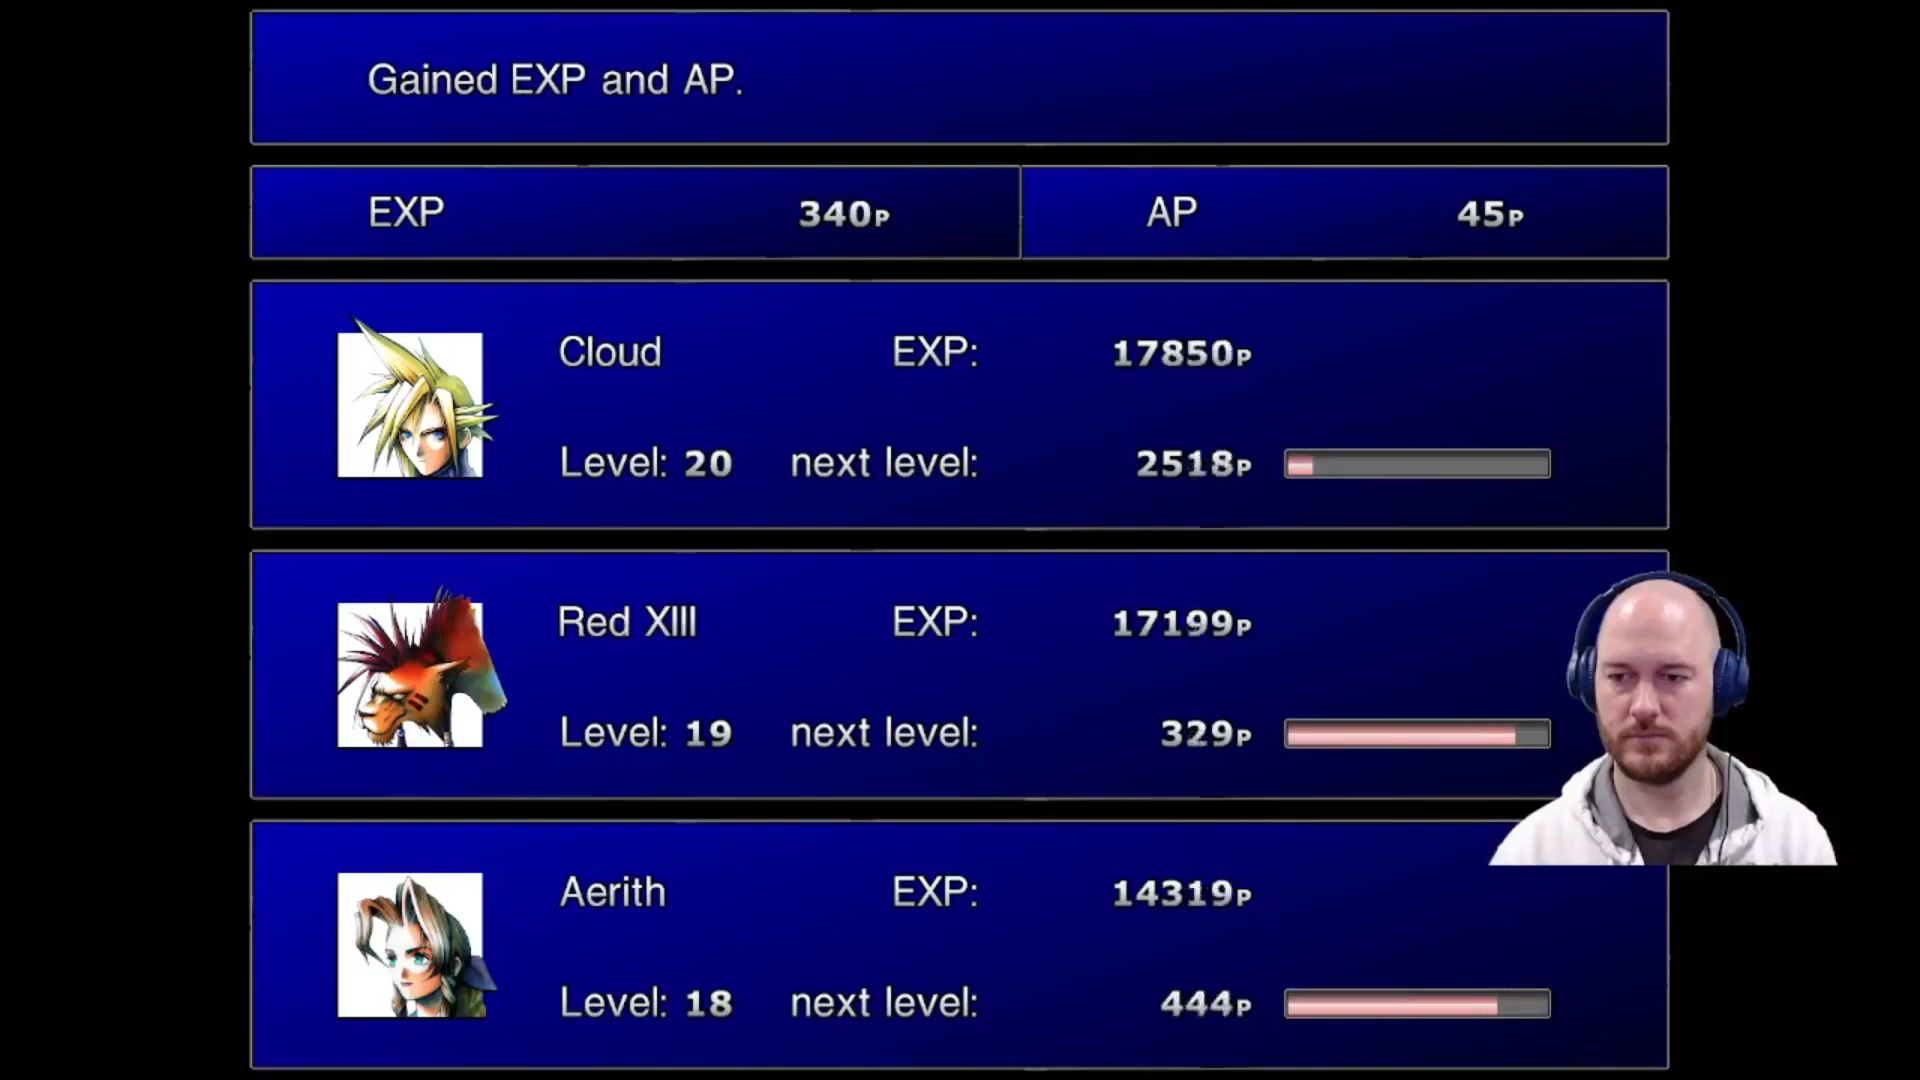 Gained EXP and AP.
EXP 340P AP 45P
Cloud EXP: 17850P
Level: 20 next level: 2518P
Red XIII EXP: 17199P
Level: 19 next level: 329P
Aerith EXP: 14319P
Level: 18 next level: 444P